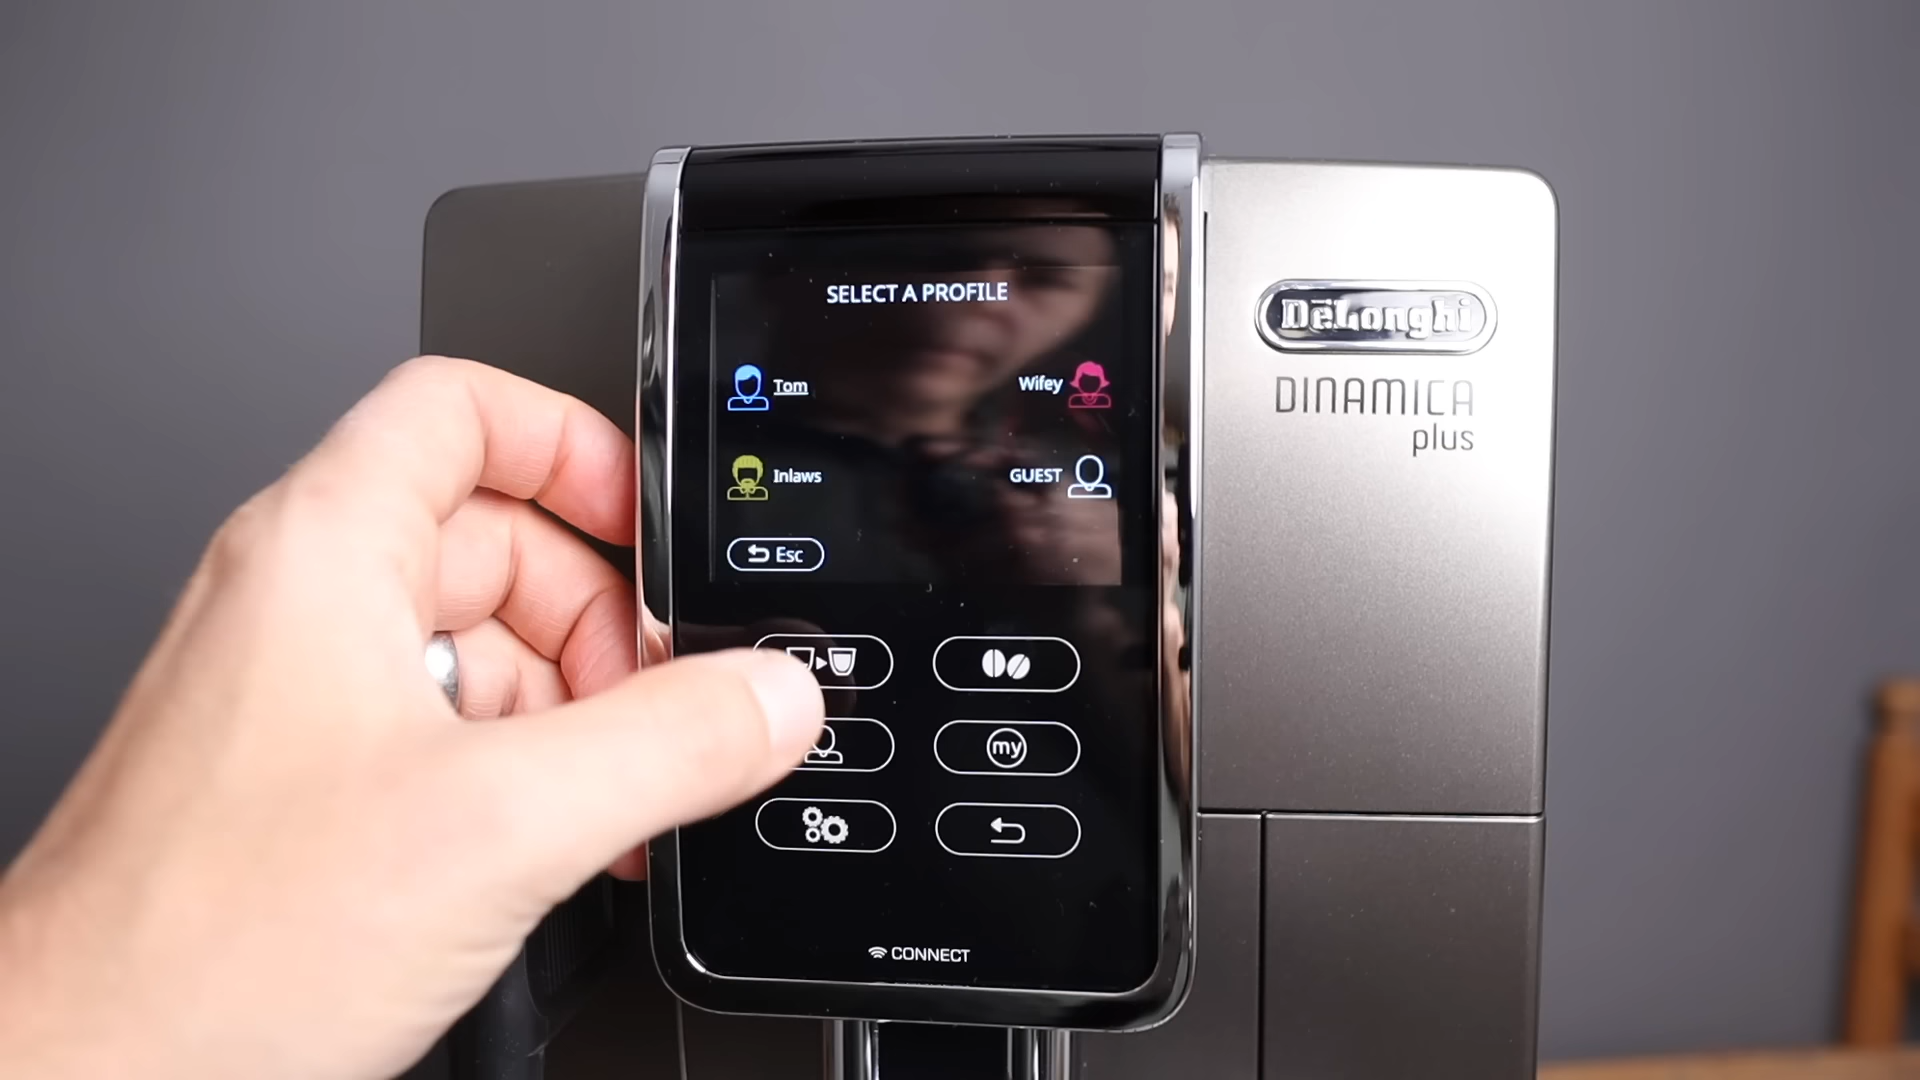 SELECT A PROFILE
Tom
Wifey
Inlaws
GUEST
Esc
my
CONNECT
DeLonghi
DINAMICA
plus